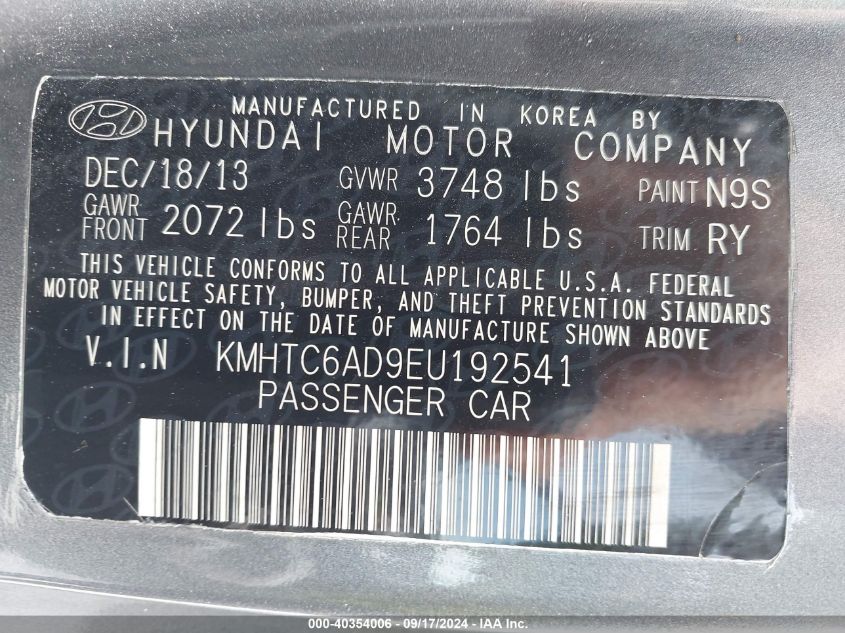 MANUFACTURED IN KOREA BY
HYUNDAI MOTOR COMPANY
DEC/18/13 GVWR 3748 lbs PAINT N9S
GAWR FRONT 2072 lbs GAWR REAR 1764 lbs TRIM RY
THIS VEHICLE CONFORMS TO ALL APPLICABLE U.S.A. FEDERAL
MOTOR VEHICLE SAFETY, BUMPER, AND THEFT PREVENTION STANDARDS
IN EFFECT ON THE DATE OF MANUFACTURE SHOWN ABOVE
V.I.N KMHTC6AD9EU192541
PASSENGER CAR
000-40354006 - 09/17/2024 - IAA Inc.